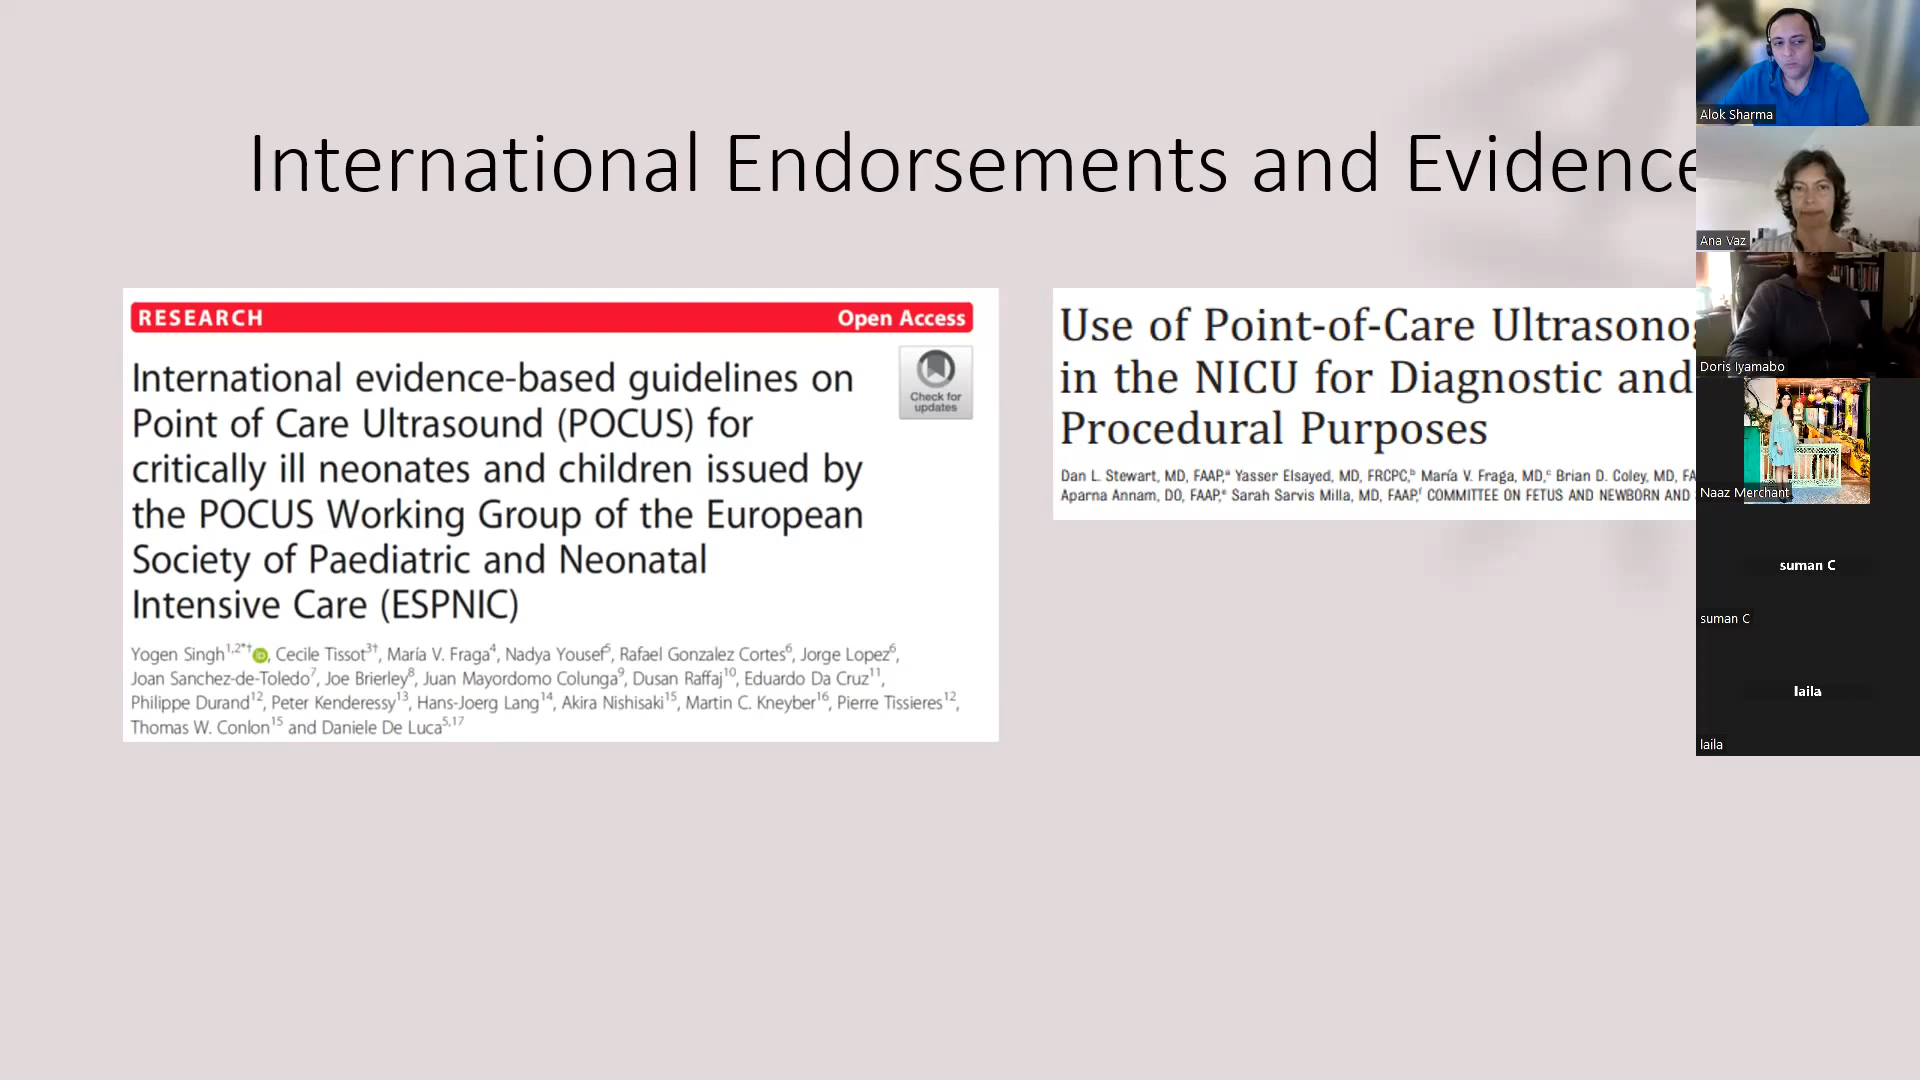 International Endorsements and Evidence
RESEARCH Open Access
International evidence-based guidelines on
Point of Care Ultrasound (POCUS) for
critically ill neonates and children issued by
the POCUS Working Group of the European
Society of Paediatric and Neonatal
Intensive Care (ESPNIC)
Check for
updates
Yogen Singh1,2*†, Cecile Tissot3†, María V. Fraga4, Nadya Yousef5, Rafael Gonzalez Cortes6, Jorge Lopez6,
Joan Sanchez-de-Toledo7, Joe Brierley8, Juan Mayordomo Colunga9, Dusan Raffaj10, Eduardo Da Cruz11,
Philippe Durand12, Peter Kenderessy13, Hans-Joerg Lang14, Akira Nishisaki15, Martin C. Kneyber16, Pierre Tissieres12,
Thomas W. Conlon15 and Daniele De Luca5,17
Use of Point-of-Care
in the NICU for Diagnostic and
Procedural Purposes
Dan L. Stewart, MD, FAAP,a Yasser Elsayed, MD, FRCPC,b María V. Fraga, MD,c Brian D. Coley, MD,
Aparna Annam, DO, FAAP,e Sarah Sarvis Milla, MD, FAAP,f COMMITTEE ON FETUS AND NEWBORN AND
Alok Sharma
Ana Vaz
Doris Iyamabo
Naaz Merchant
suman C
suman C
laila
laila